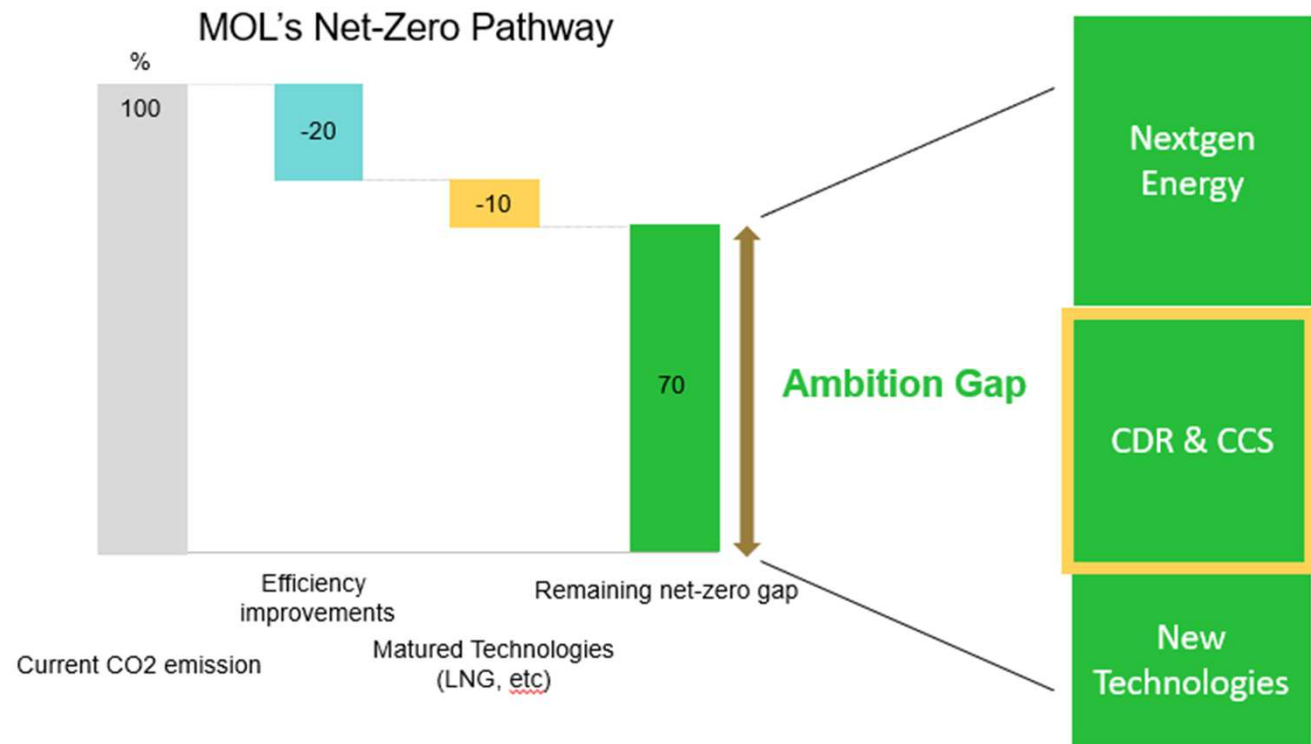 MOL’s Net-Zero Pathway
%
100
-20
-10
70
Ambition Gap
Nextgen
Energy
CDR & CCS
New
Technologies
Current CO2 emission
Efficiency
improvements
Matured Technologies
(LNG, etc)
Remaining net-zero gap